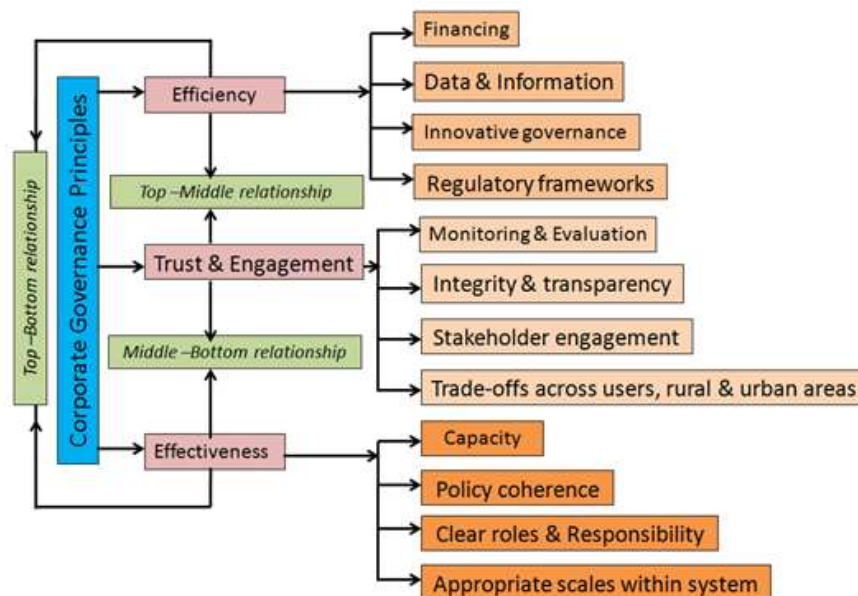 Top –Bottom relationship
Corporate Governance Principles
Efficiency
Financing
Data & Information
Innovative governance
Regulatory frameworks
Top –Middle relationship
Trust & Engagement
Monitoring & Evaluation
Integrity & transparency
Stakeholder engagement
Trade-offs across users, rural & urban areas
Middle –Bottom relationship
Effectiveness
Capacity
Policy coherence
Clear roles & Responsibility
Appropriate scales within system